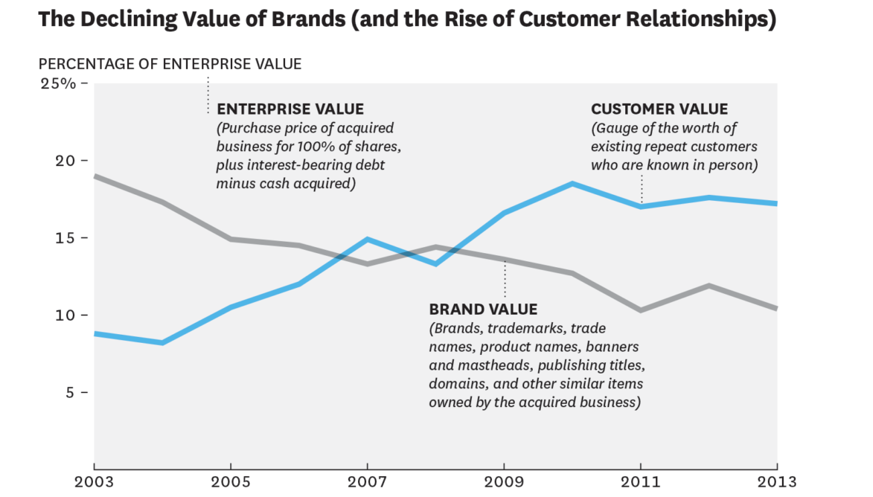 The Declining Value of Brands (and the Rise of Customer Relationships)
PERCENTAGE OF ENTERPRISE VALUE
25%
20
15
10
5
ENTERPRISE VALUE
(Purchase price of acquired
business for 100% of shares,
plus interest-bearing debt
minus cash acquired)
CUSTOMER VALUE
(Gauge of the worth of
existing repeat customers
who are known in person)
BRAND VALUE
(Brands, trademarks, trade
names, product names, banners
and mastheads, publishing titles,
domains, and other similar items
owned by the acquired business)
2003 2005 2007 2009 2011 2013